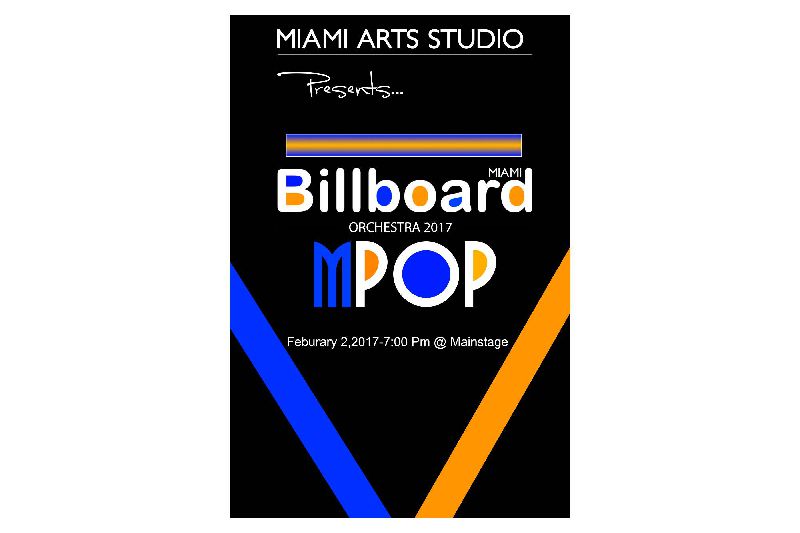 MIAMI ARTS STUDIO
Presents...
MIAMI
Billboard
ORCHESTRA 2017
MPOP
Feburary 2,2017-7:00 Pm @ Mainstage